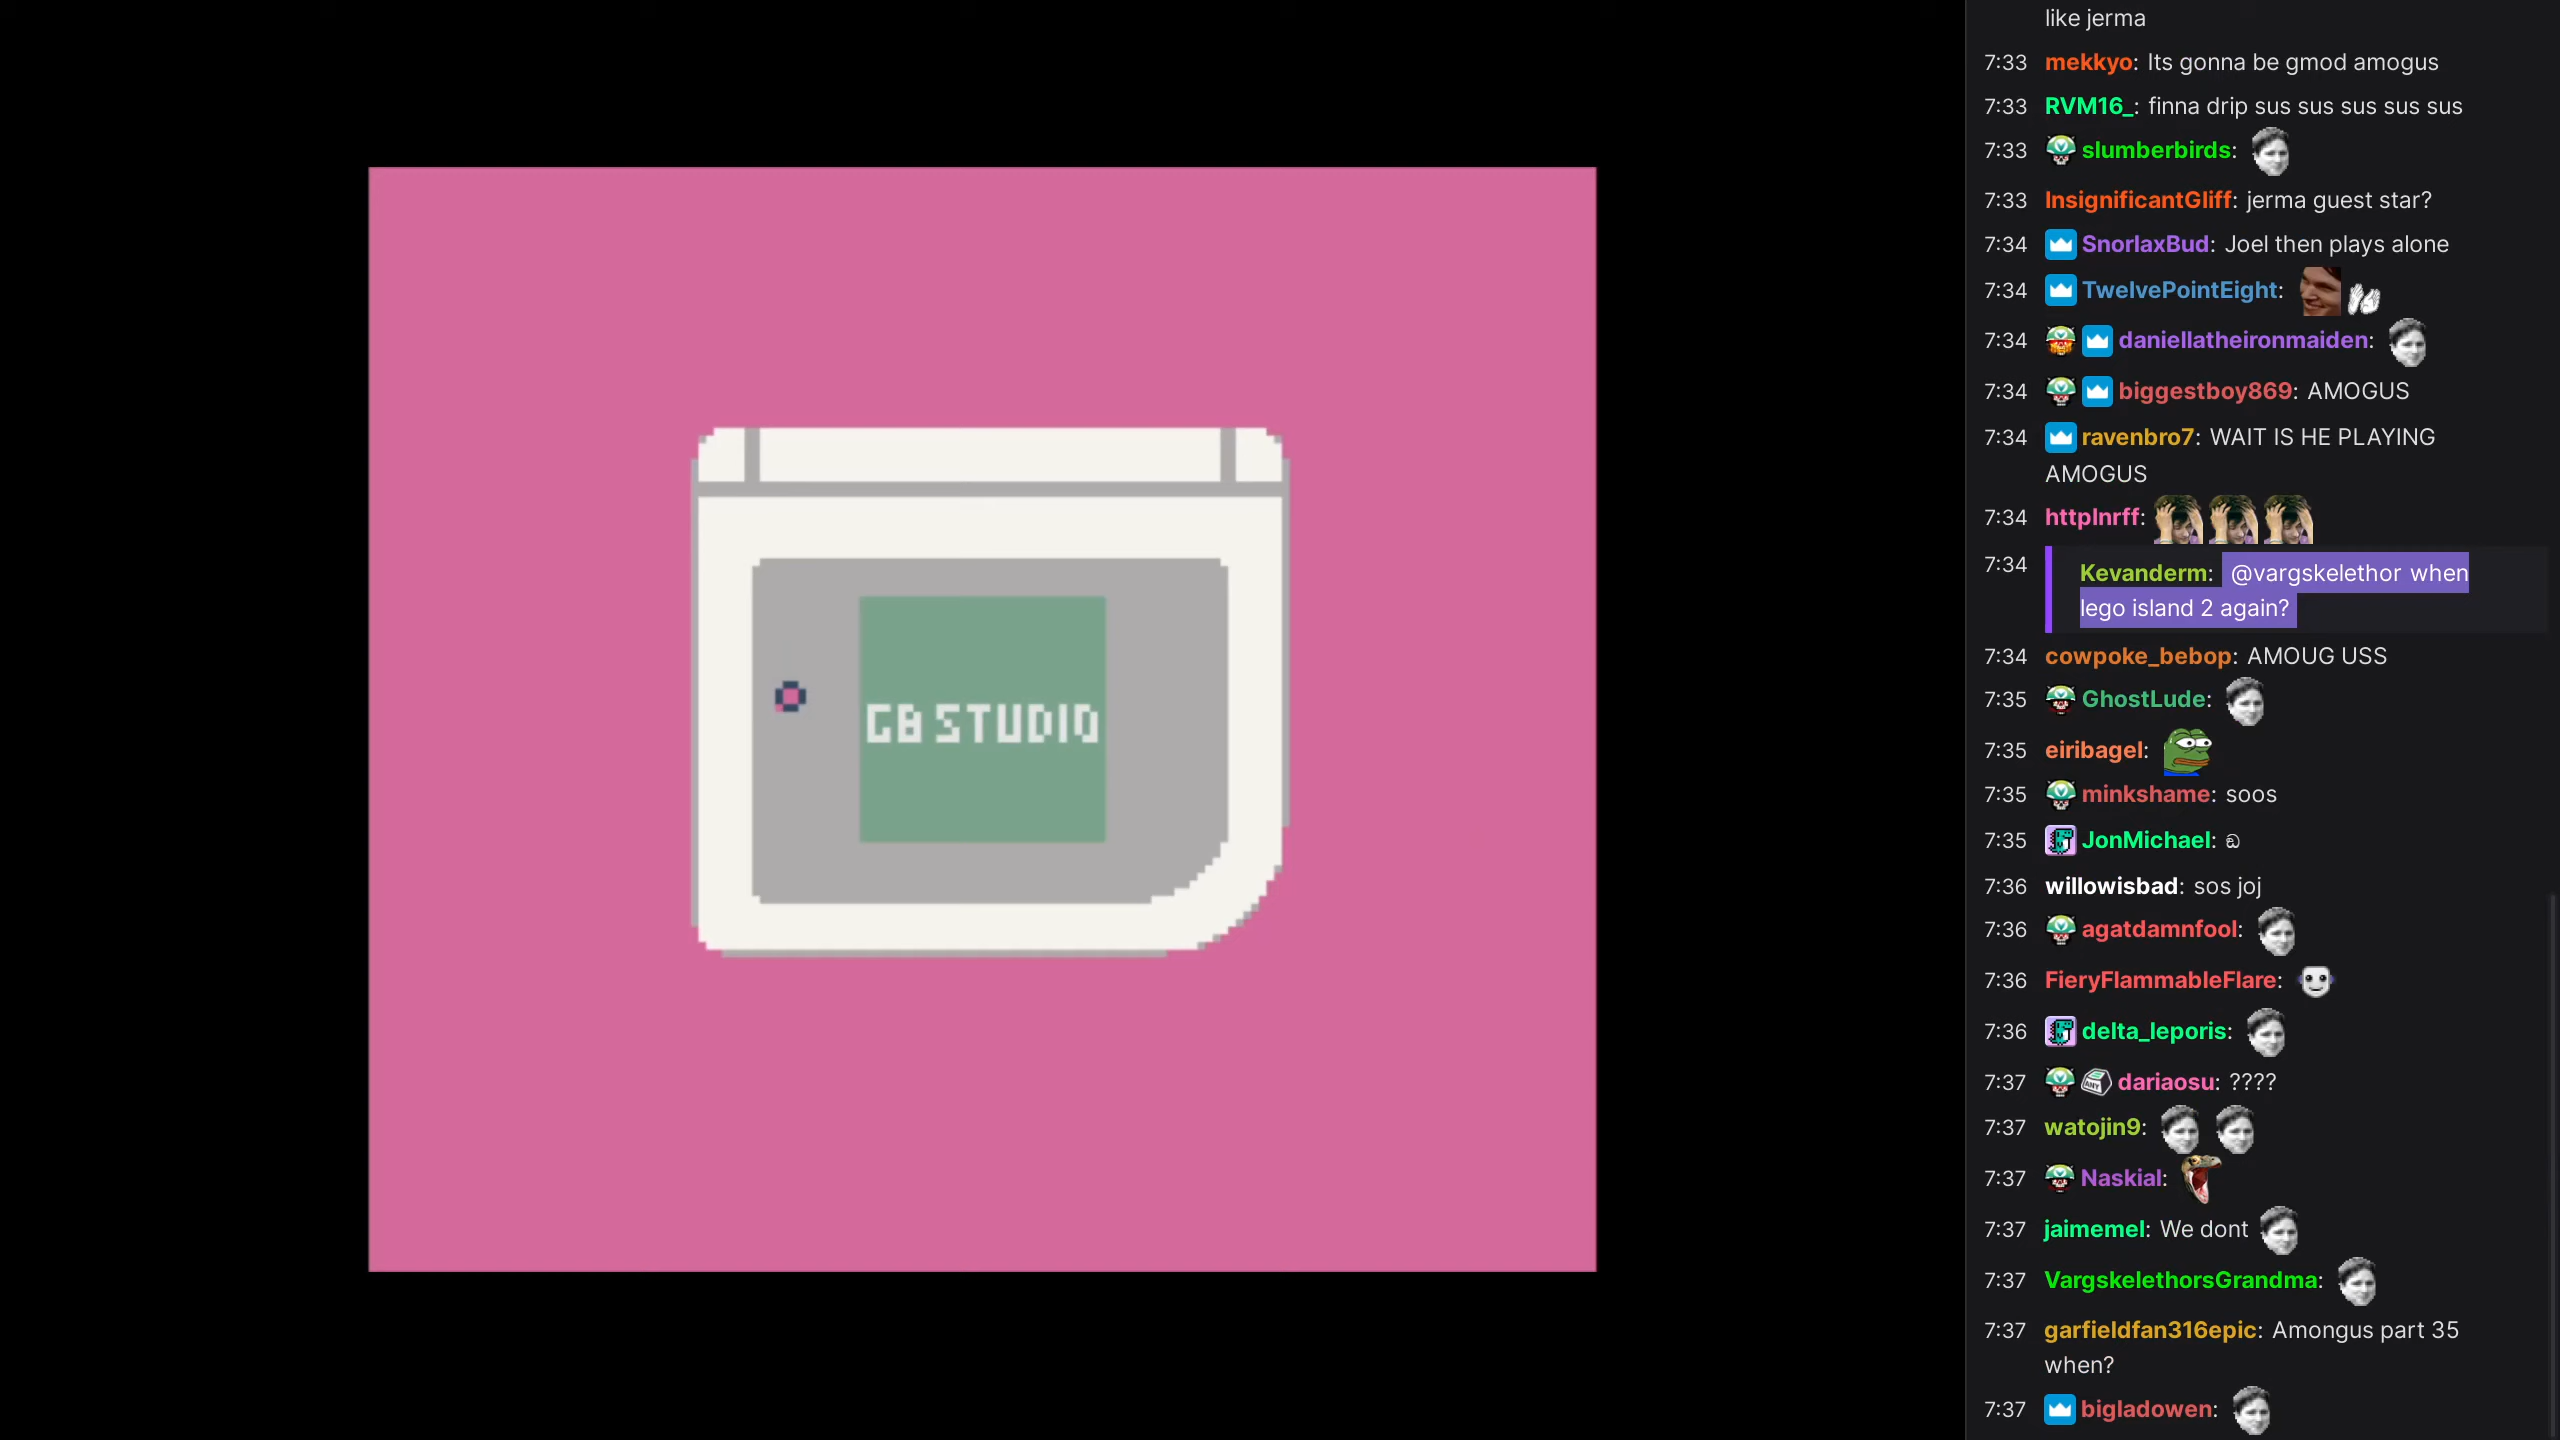 GB STUDIO
like jerma
7:33 mekkyo: Its gonna be gmod amogus
7:33 RVM16_: finna drip sus sus sus sus sus
7:33 slumberbirds:
7:33 InsignificantGliff: jerma guest star?
7:34 SnorlaxBud: Joel then plays alone
7:34 TwelvePointEight:
7:34 daniellatheironmaiden:
7:34 biggestboy869: AMOGUS
7:34 ravenbro7: WAIT IS HE PLAYING
AMOGUS
7:34 httplnrff:
7:34 Kevanderm: @vargskelethor when
lego island 2 again?
7:34 cowpoke_bebop: AMOUG USS
7:35 GhostLude:
7:35 eiribagel:
7:35 minkshame: soos
7:35 JonMichael: ඞ
7:36 willowisbad: sos joj
7:36 agatdamnfool:
7:36 FieryFlammableFlare:
7:36 delta_leporis:
7:37 ANY dariaosu: ????
7:37 watojin9:
7:37 Naskial:
7:37 jaimemel: We dont
7:37 VargskelethorsGrandma:
7:37 garfieldfan316epic: Amongus part 35
when?
7:37 bigladowen: